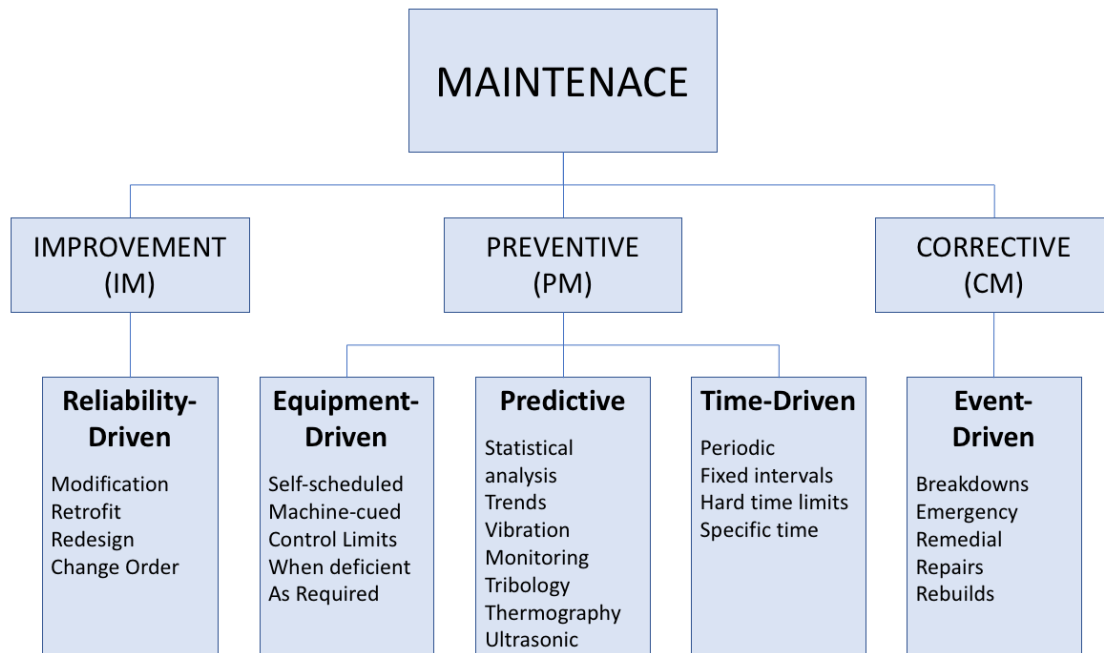 MAINTENACE
IMPROVEMENT
(IM)
PREVENTIVE
(PM)
CORRECTIVE
(CM)
Reliability-
Driven
Modification
Retrofit
Redesign
Change Order
Equipment-
Driven
Self-scheduled
Machine-cued
Control Limits
When deficient
As Required
Predictive
Statistical
analysis
Trends
Vibration
Monitoring
Tribology
Thermography
Ultrasonic
Time-Driven
Periodic
Fixed intervals
Hard time limits
Specific time
Event-
Driven
Breakdowns
Emergency
Remedial
Repairs
Rebuilds